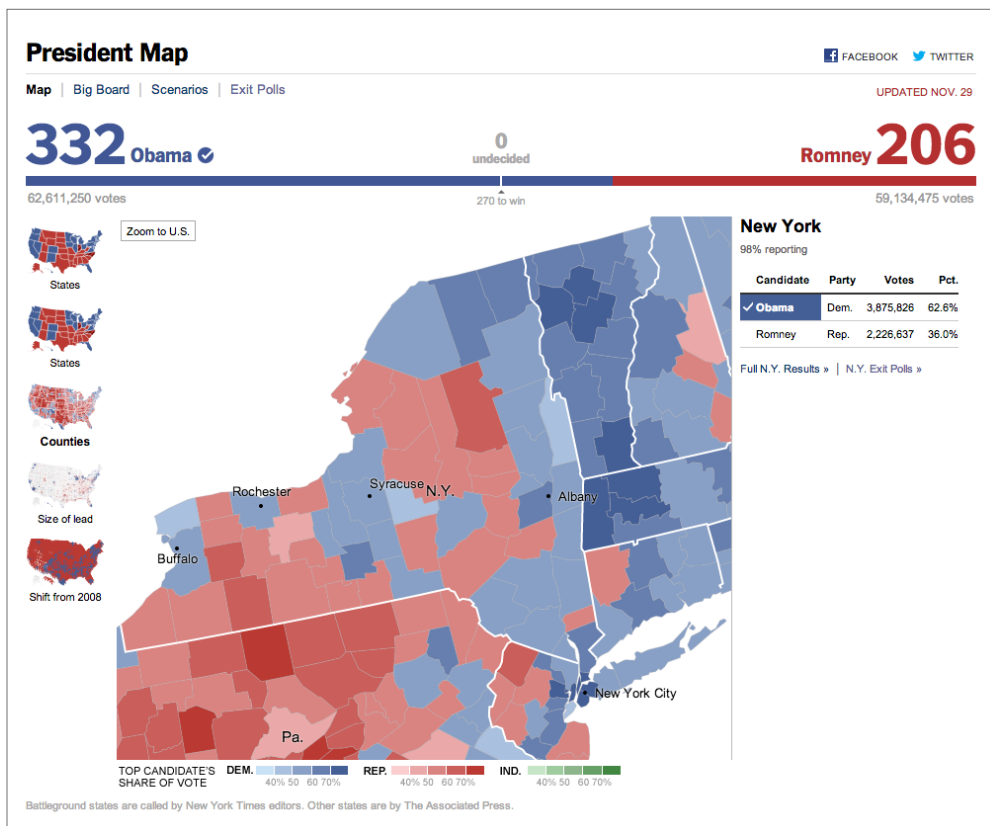 President Map
FACEBOOK TWITTER
Map | Big Board | Scenarios | Exit Polls
UPDATED NOV. 29
332 Obama
0
undecided
Romney 206
62,611,250 votes
270 to win
59,134,475 votes
Zoom to U.S.
States
States
Counties
Size of lead
Shift from 2008
Rochester
Syracuse
N.Y.
Albany
Buffalo
New York City
Pa.
New York
98% reporting
Candidate Party Votes Pct.
Obama Dem. 3,875,826 62.6%
Romney Rep. 2,226,637 36.0%
Full N.Y. Results » | N.Y. Exit Polls »
TOP CANDIDATE'S
SHARE OF VOTE
DEM.
40% 50 60 70%
REP.
40% 50 60 70%
IND.
40% 50 60 70%
Battleground states are called by New York Times editors. Other states are by The Associated Press.